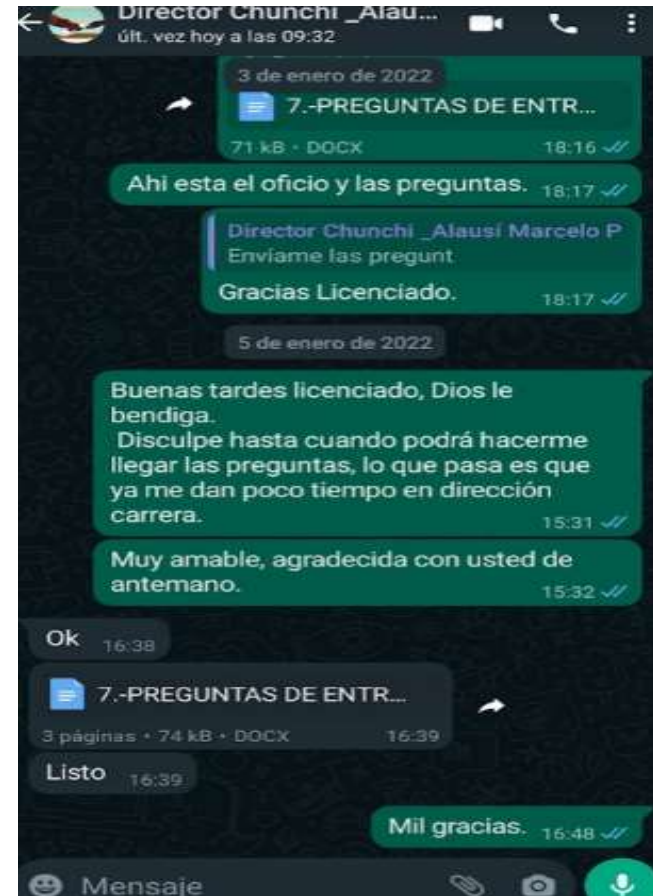 Director Chunchi _Alau...
últ. vez hoy a las 09:32
3 de enero de 2022
7.-PREGUNTAS DE ENTR...
71 kB · DOCX 18:16
Ahi esta el oficio y las preguntas. 18:17
Director Chunchi _Alausí Marcelo P
Envíame las pregunt
Gracias Licenciado. 18:17
5 de enero de 2022
Buenas tardes licenciado, Dios le
bendiga.
Disculpe hasta cuando podrá hacerme
llegar las preguntas, lo que pasa es que
ya me dan poco tiempo en dirección
carrera. 15:31
Muy amable, agradecida con usted de
antemano. 15:32
Ok 16:38
7.-PREGUNTAS DE ENTR...
3 páginas · 74 kB · DOCX 16:39
Listo 16:39
Mil gracias. 16:48
Mensaje